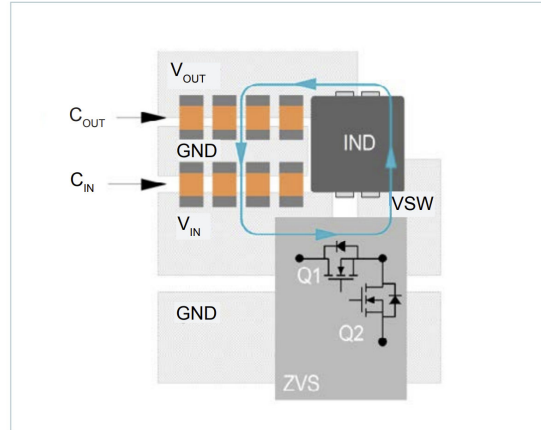 VOUT
COUT
GND
IND
CIN
VIN
VSW
Q1
GND
Q2
ZVS